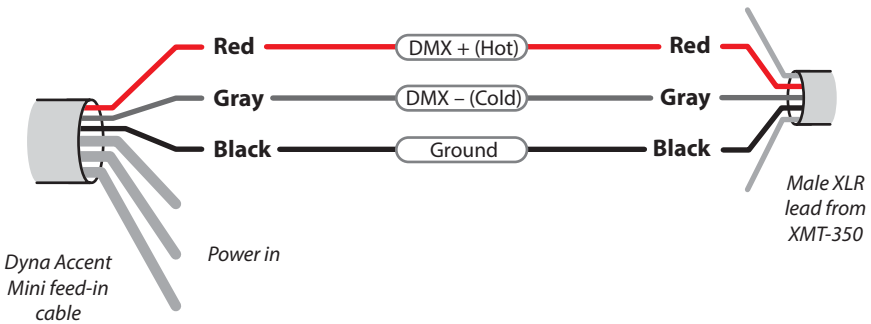 Red DMX + (Hot) Red
Gray DMX – (Cold) Gray
Black Ground Black
Power in
Dyna Accent
Mini feed-in
cable
Male XLR
lead from
XMT-350